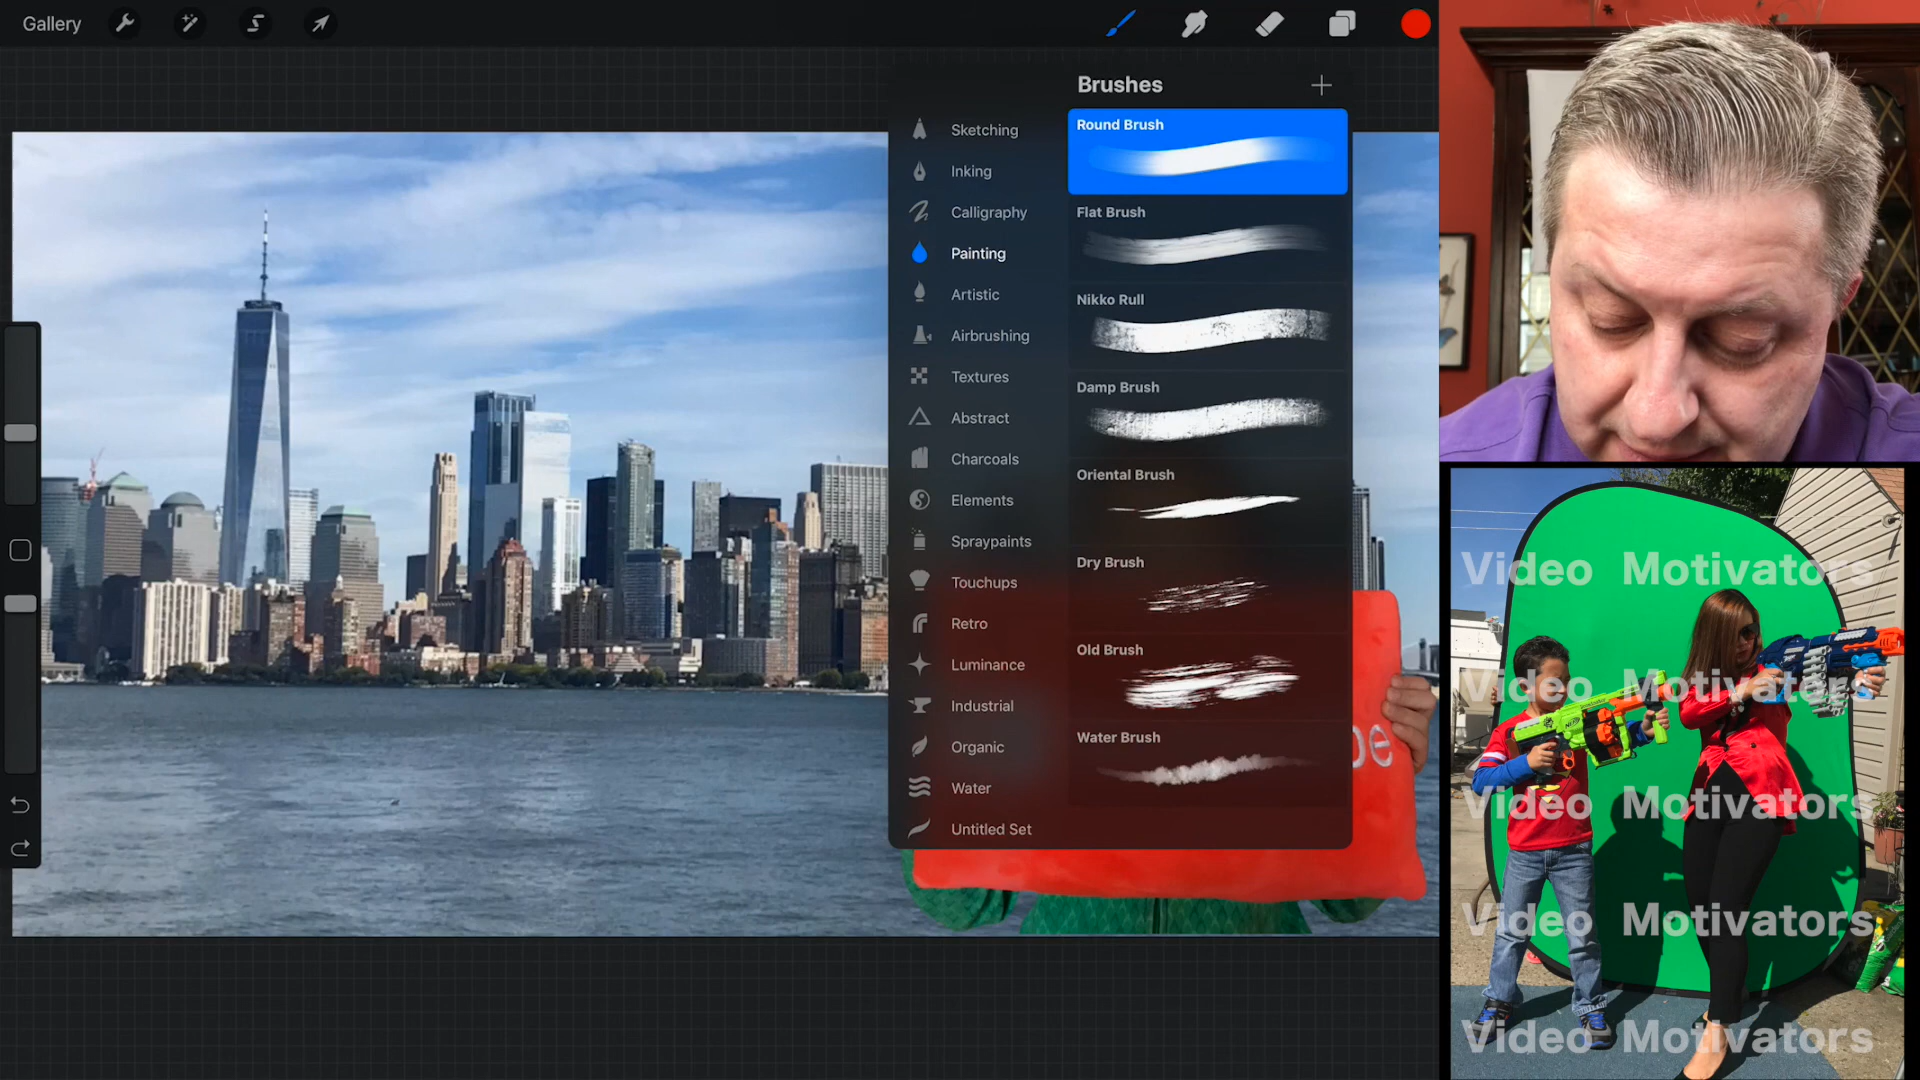 Gallery
Brushes
Sketching
Inking
Calligraphy
Painting
Artistic
Airbrushing
Textures
Abstract
Charcoals
Elements
Spraypaints
Touchups
Retro
Luminance
Industrial
Organic
Water
Untitled Set
Round Brush
Flat Brush
Nikko Rull
Damp Brush
Oriental Brush
Dry Brush
Old Brush
Water Brush
be
Video Motivators
Video Motivators
Video Motivators
Video Motivators
Video Motivators